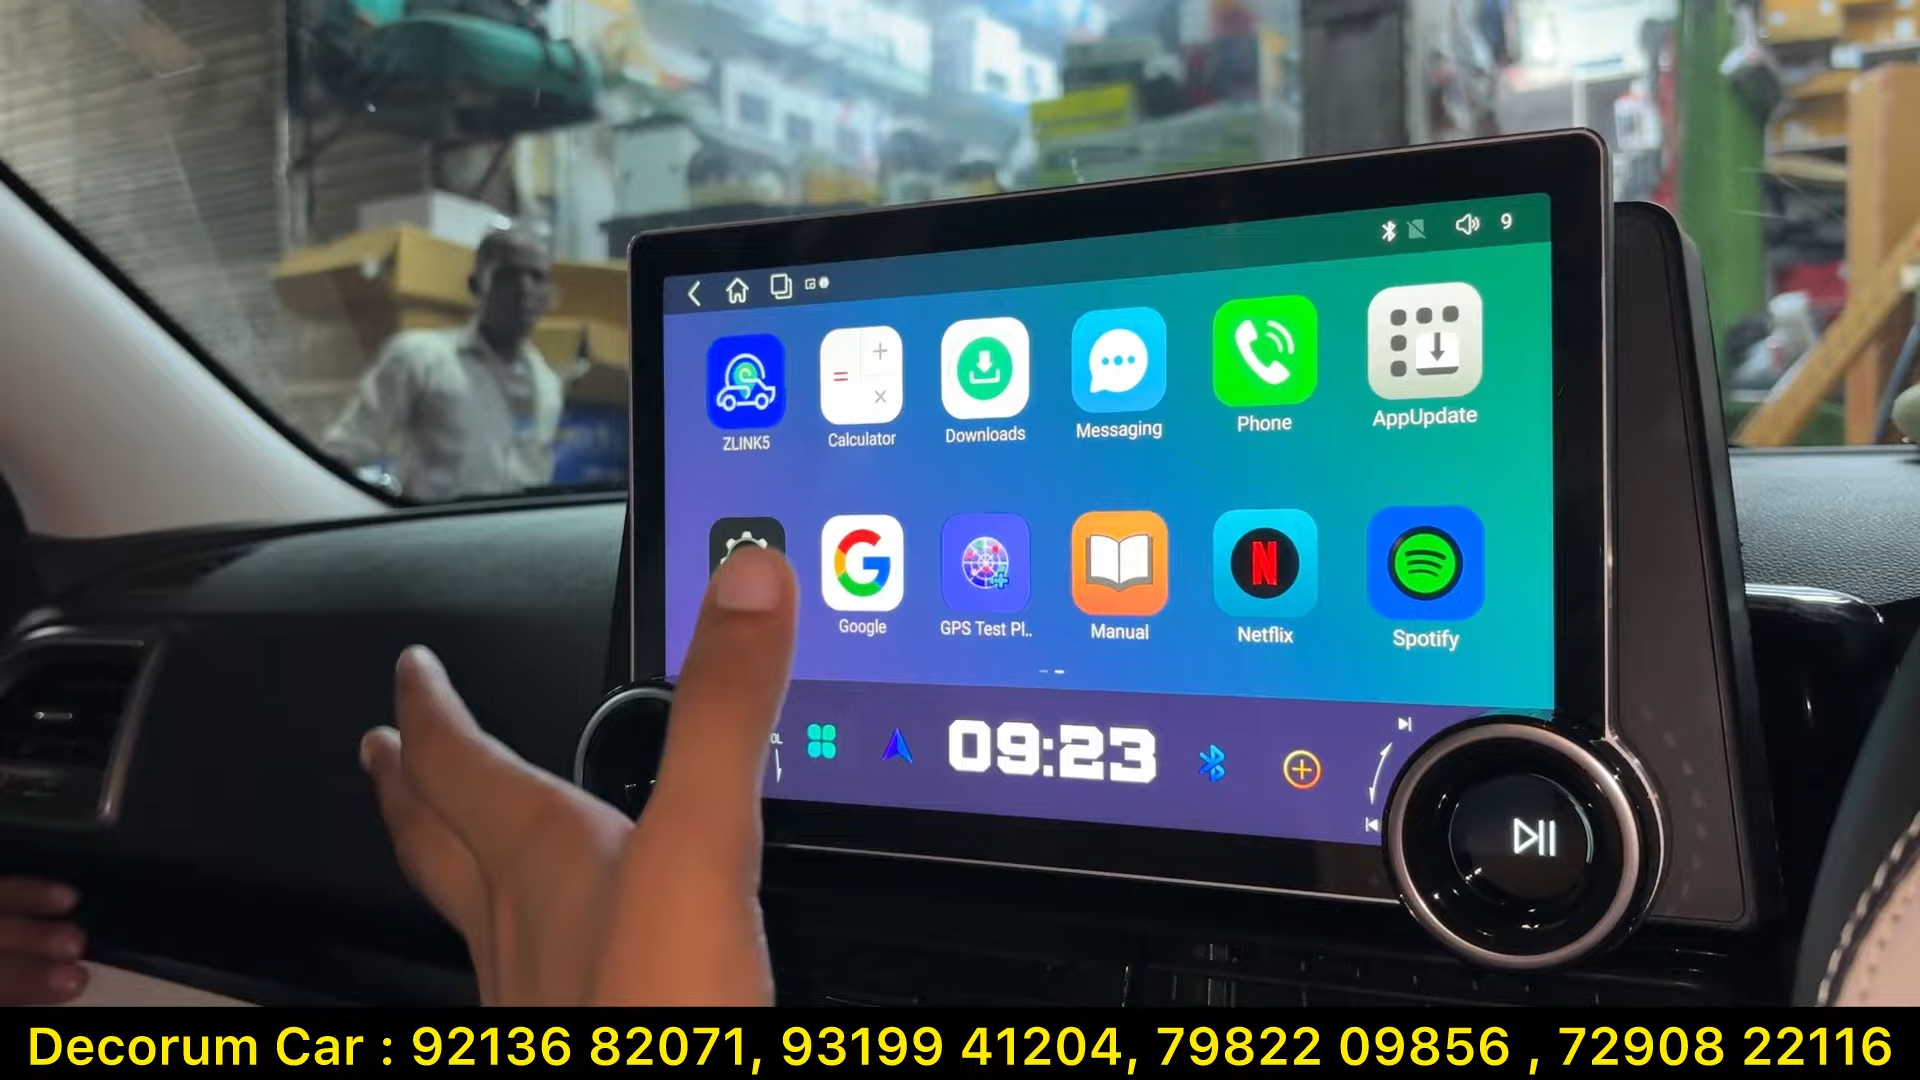 9
ZLINK5
Calculator
Downloads
Messaging
Phone
AppUpdate
Google
GPS Test Pl..
Manual
Netflix
Spotify
09:23
Decorum Car : 92136 82071, 93199 41204, 79822 09856 , 72908 22116